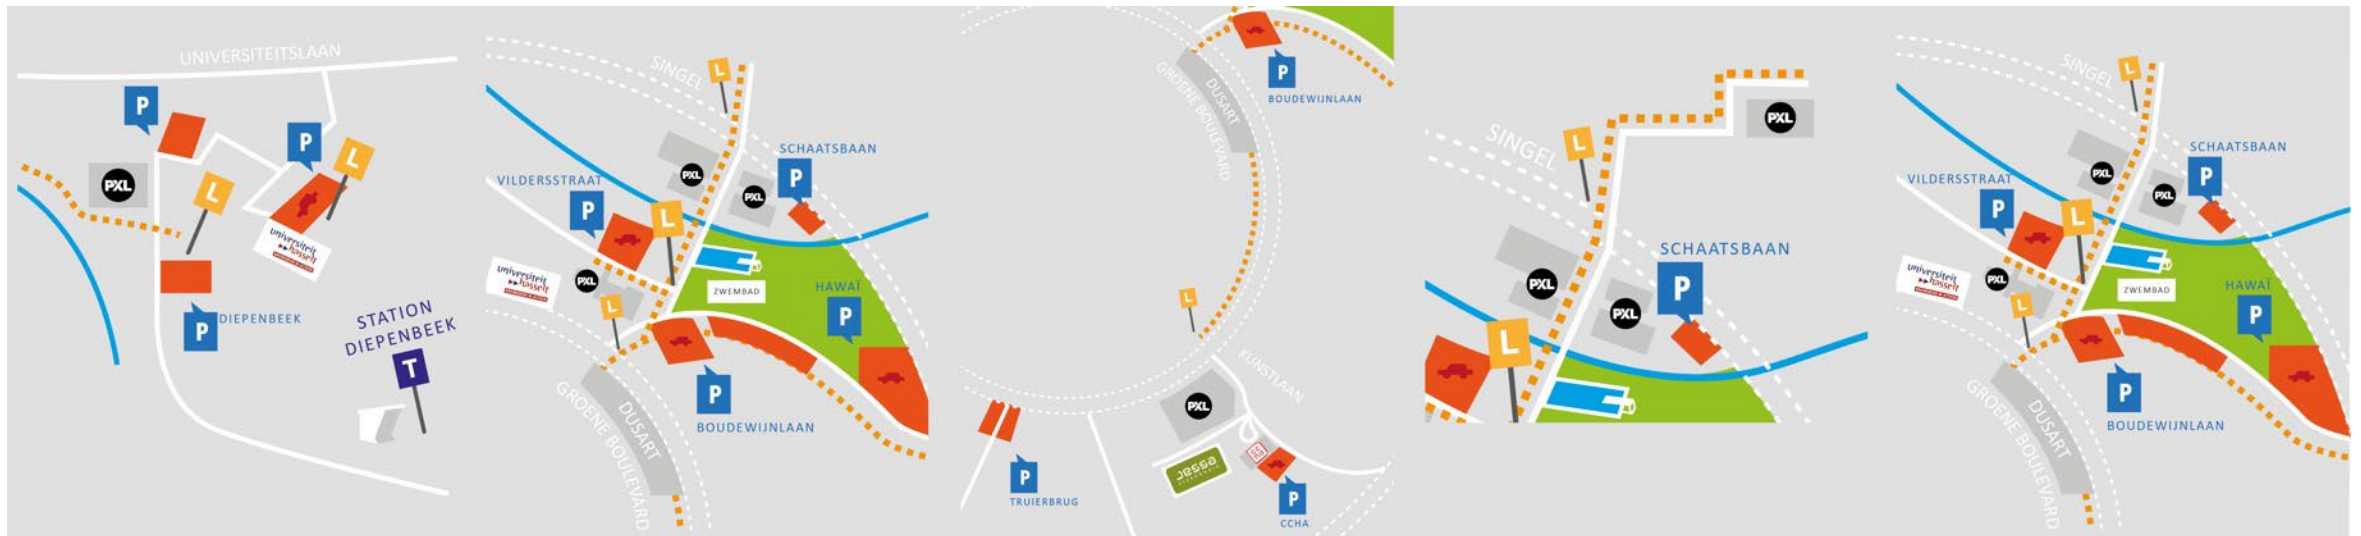 UNIVERSITEITSLAAN
P
P
L
PXL
L
universiteit
hasselt
P
DIEPENBEEK
STATION
DIEPENBEEK
T
SINGEL
L
SCHAATSBAAN
P
PXL
PXL
VILDERSSTRAAT
P
L
universiteit
hasselt
PXL
L
ZWEMBAD
HAWAÏ
P
P
BOUDEWIJNLAAN
DUSART
GROENE BOULEVARD
P
BOUDEWIJNLAAN
DUSART
GROENE BOULEVARD
L
KUNSTLAAN
PXL
P
TRUIERBRUG
Jessa
P
CCHA
PXL
SINGEL
L
SCHAATSBAAN
P
PXL
PXL
L
SINGEL
L
SCHAATSBAAN
P
PXL
PXL
VILDERSSTRAAT
P
L
universiteit
hasselt
PXL
L
ZWEMBAD
HAWAÏ
P
P
BOUDEWIJNLAAN
DUSART
GROENE BOULEVARD